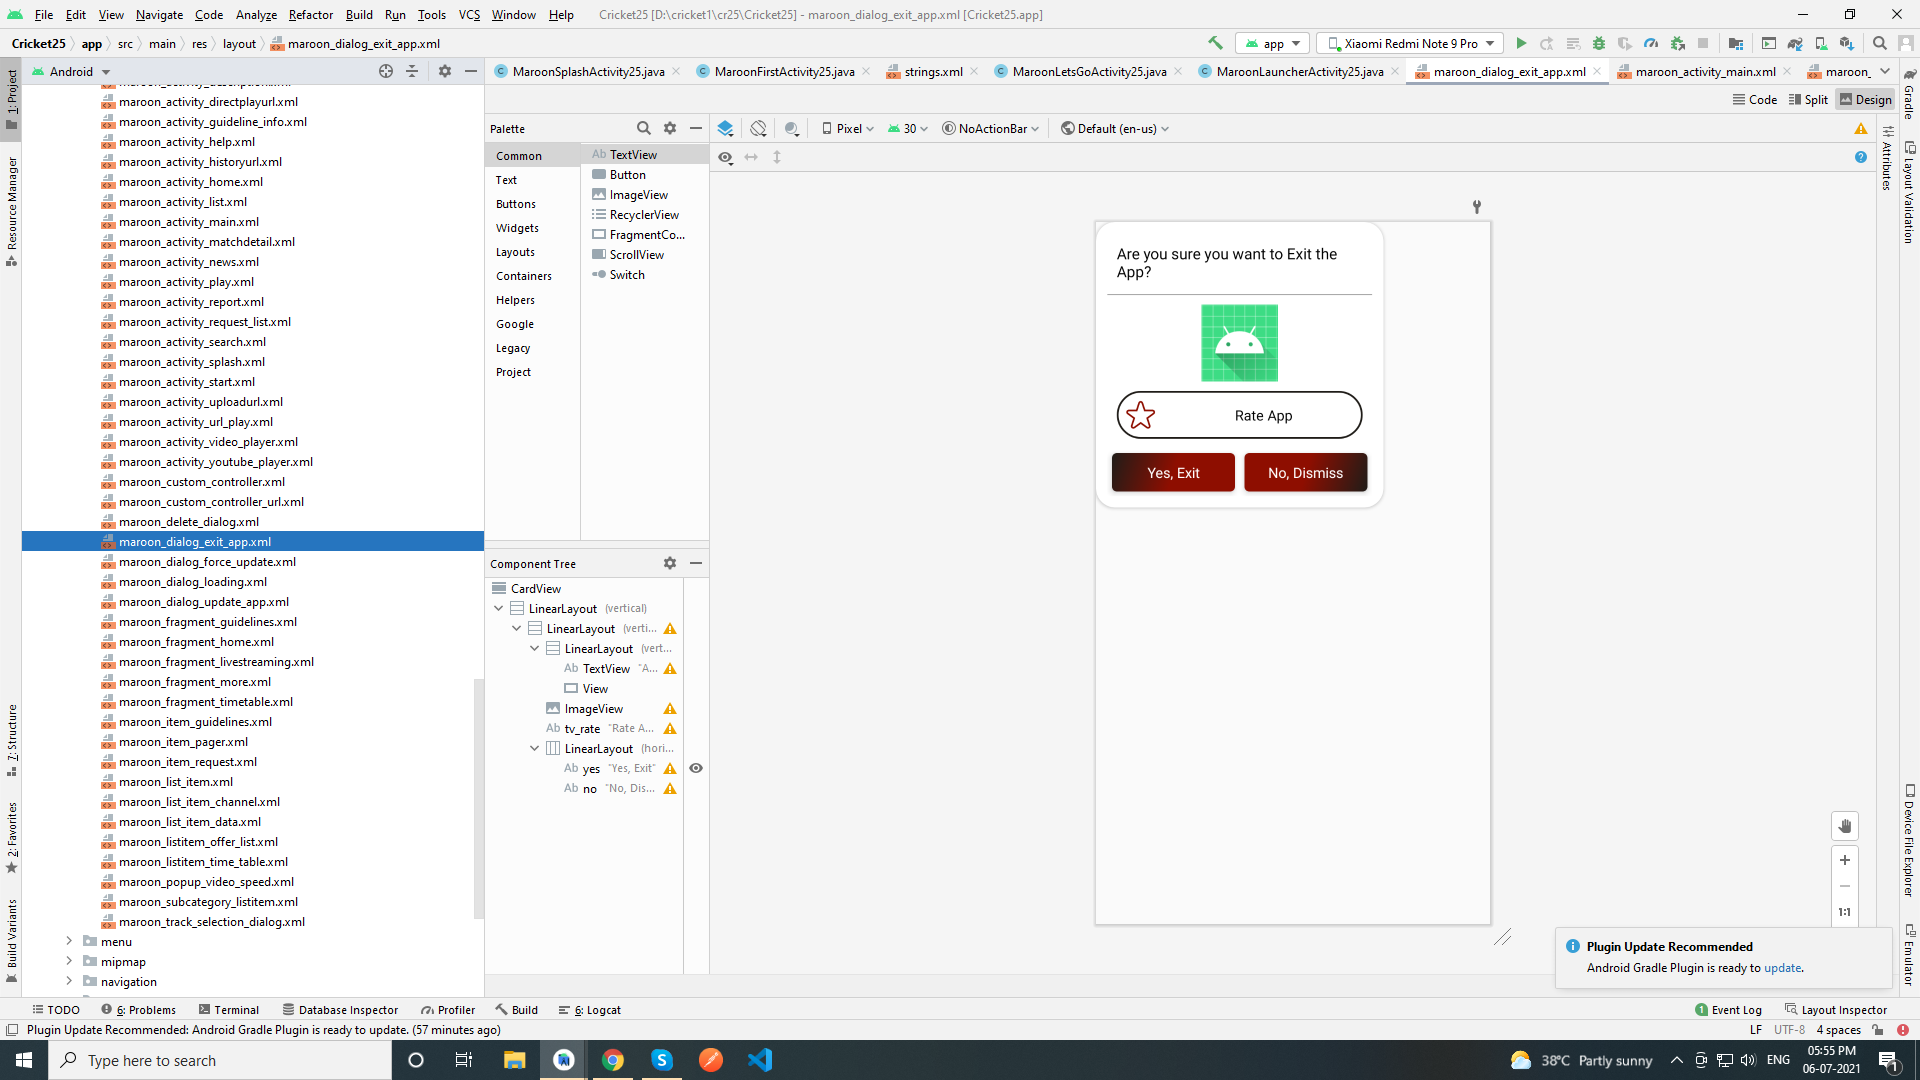 File Edit View Navigate Code Analyze Refactor Build Run Tools VCS Window Help Cricket25 [D:\cricket1\cr25\Cricket25] - maroon_dialog_exit_app.xml [Cricket25.app]
Cricket25 app src main res layout maroon_dialog_exit_app.xml app Xiaomi Redmi Note 9 Pro
Android MaroonSplashActivity25.java MaroonFirstActivity25.java strings.xml MaroonLetsGoActivity25.java MaroonLauncherActivity25.java maroon_dialog_exit_app.xml maroon_activity_main.xml maroon_
Code Split Design
1: Project
Resource Manager
7: Structure
2: Favorites
Build Variants
maroon_activity_directplayurl.xml
maroon_activity_guideline_info.xml
maroon_activity_help.xml
maroon_activity_historyurl.xml
maroon_activity_home.xml
maroon_activity_list.xml
maroon_activity_main.xml
maroon_activity_matchdetail.xml
maroon_activity_news.xml
maroon_activity_play.xml
maroon_activity_report.xml
maroon_activity_request_list.xml
maroon_activity_search.xml
maroon_activity_splash.xml
maroon_activity_start.xml
maroon_activity_uploadurl.xml
maroon_activity_url_play.xml
maroon_activity_video_player.xml
maroon_activity_youtube_player.xml
maroon_custom_controller.xml
maroon_custom_controller_url.xml
maroon_delete_dialog.xml
maroon_dialog_exit_app.xml
maroon_dialog_force_update.xml
maroon_dialog_loading.xml
maroon_dialog_update_app.xml
maroon_fragment_guidelines.xml
maroon_fragment_home.xml
maroon_fragment_livestreaming.xml
maroon_fragment_more.xml
maroon_fragment_timetable.xml
maroon_item_guidelines.xml
maroon_item_pager.xml
maroon_item_request.xml
maroon_list_item.xml
maroon_list_item_channel.xml
maroon_list_item_data.xml
maroon_listitem_offer_list.xml
maroon_listitem_time_table.xml
maroon_popup_video_speed.xml
maroon_subcategory_listitem.xml
maroon_track_selection_dialog.xml
menu
mipmap
navigation
Palette
Common
Text
Buttons
Widgets
Layouts
Containers
Helpers
Google
Legacy
Project
Ab TextView
Button
ImageView
RecyclerView
FragmentCo...
ScrollView
Switch
Component Tree
CardView
LinearLayout (vertical)
LinearLayout (verti...
LinearLayout (vert...
Ab TextView "A...
View
ImageView
Ab tv_rate "Rate A...
LinearLayout (hori...
Ab yes "Yes, Exit"
Ab no "No, Dis...
Pixel 30 NoActionBar Default (en-us)
Are you sure you want to Exit the
App?
Rate App
Yes, Exit No, Dismiss
1:1
Gradle
Attributes
Layout Validation
Device File Explorer
Emulator
Plugin Update Recommended
Android Gradle Plugin is ready to update.
TODO 6: Problems Terminal Database Inspector Profiler Build 6: Logcat 1 Event Log Layout Inspector
Plugin Update Recommended: Android Gradle Plugin is ready to update. (57 minutes ago) LF UTF-8 4 spaces
Type here to search 38°C Partly sunny ENG 05:55 PM
06-07-2021 1